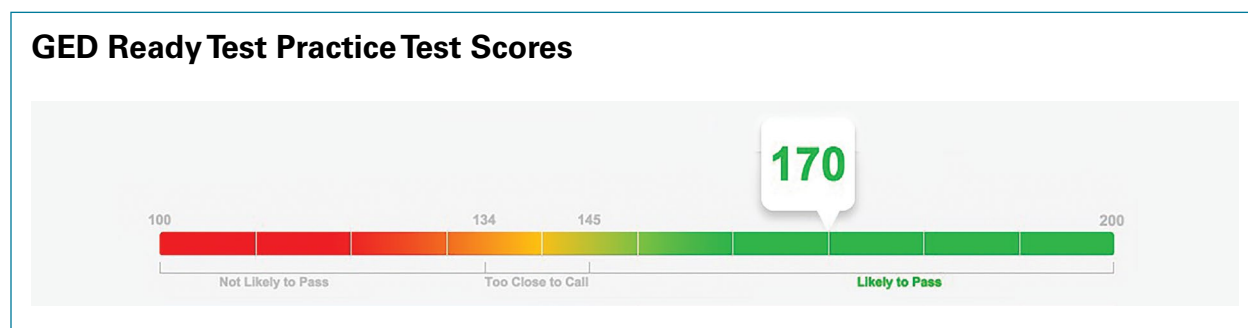 GED Ready Test Practice Test Scores
170
100 134 145 200
Not Likely to Pass Too Close to Call Likely to Pass